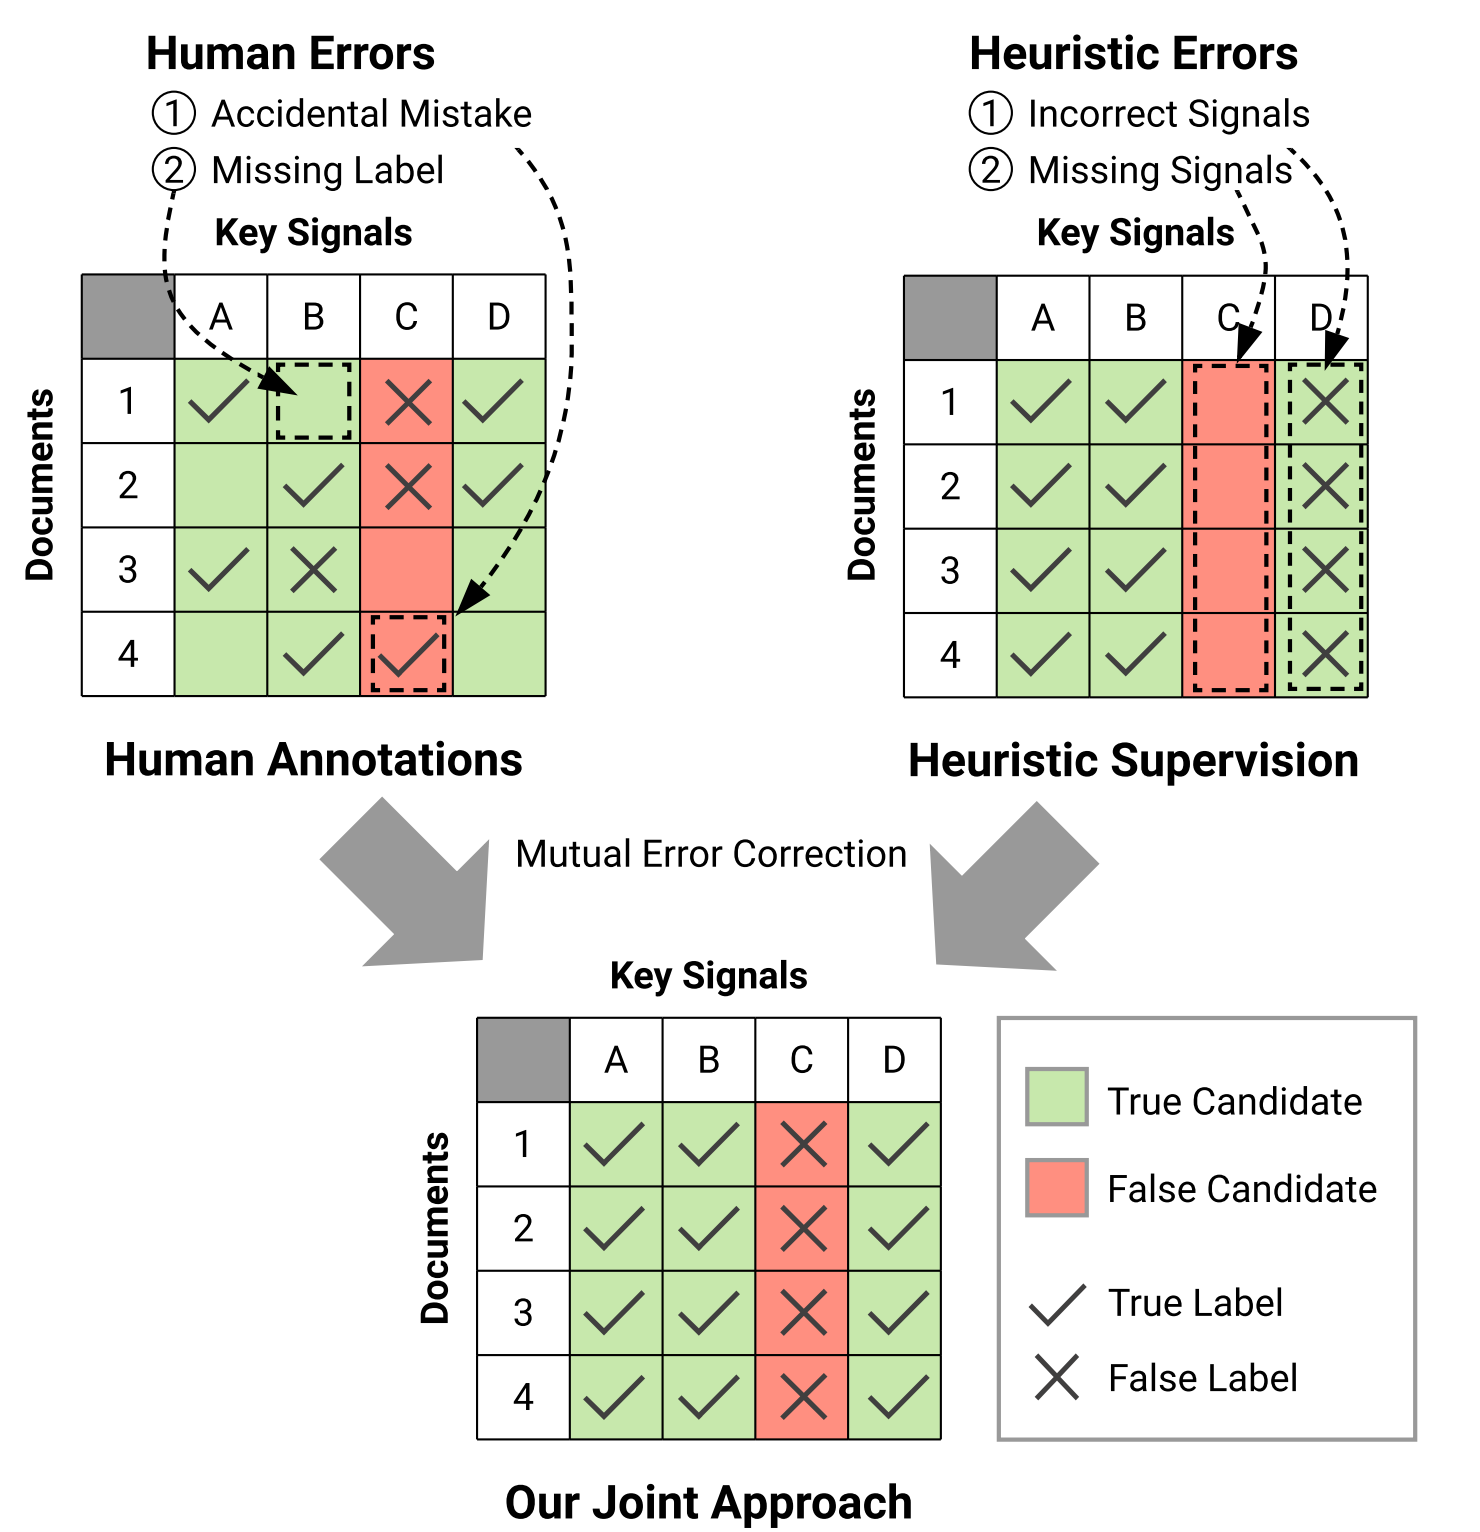 Human Errors
1 Accidental Mistake
2 Missing Label
Key Signals
A B C D
Documents
1
2
3
4
Human Annotations
Heuristic Errors
1 Incorrect Signals
2 Missing Signals
Key Signals
A B C D
Documents
1
2
3
4
Heuristic Supervision
Mutual Error Correction
Key Signals
A B C D
Documents
1
2
3
4
Our Joint Approach
True Candidate
False Candidate
True Label
False Label